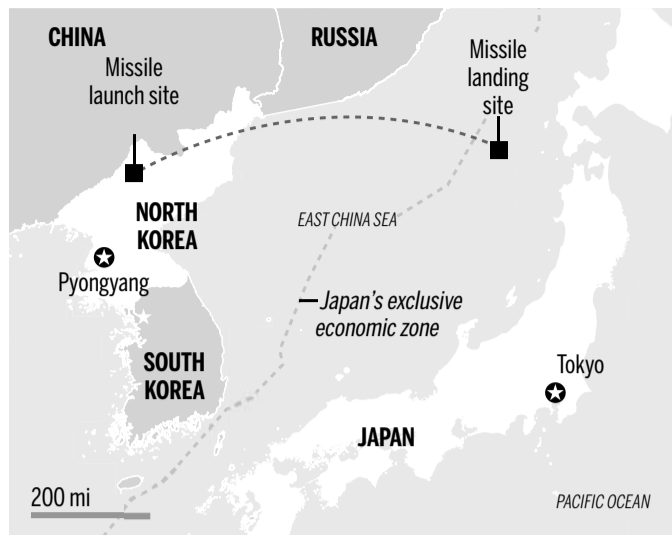 CHINA
RUSSIA
Missile
launch site
Missile
landing
site
NORTH
KOREA
EAST CHINA SEA
Pyongyang
Japan's exclusive
economic zone
SOUTH
KOREA
Tokyo
JAPAN
200 mi
PACIFIC OCEAN